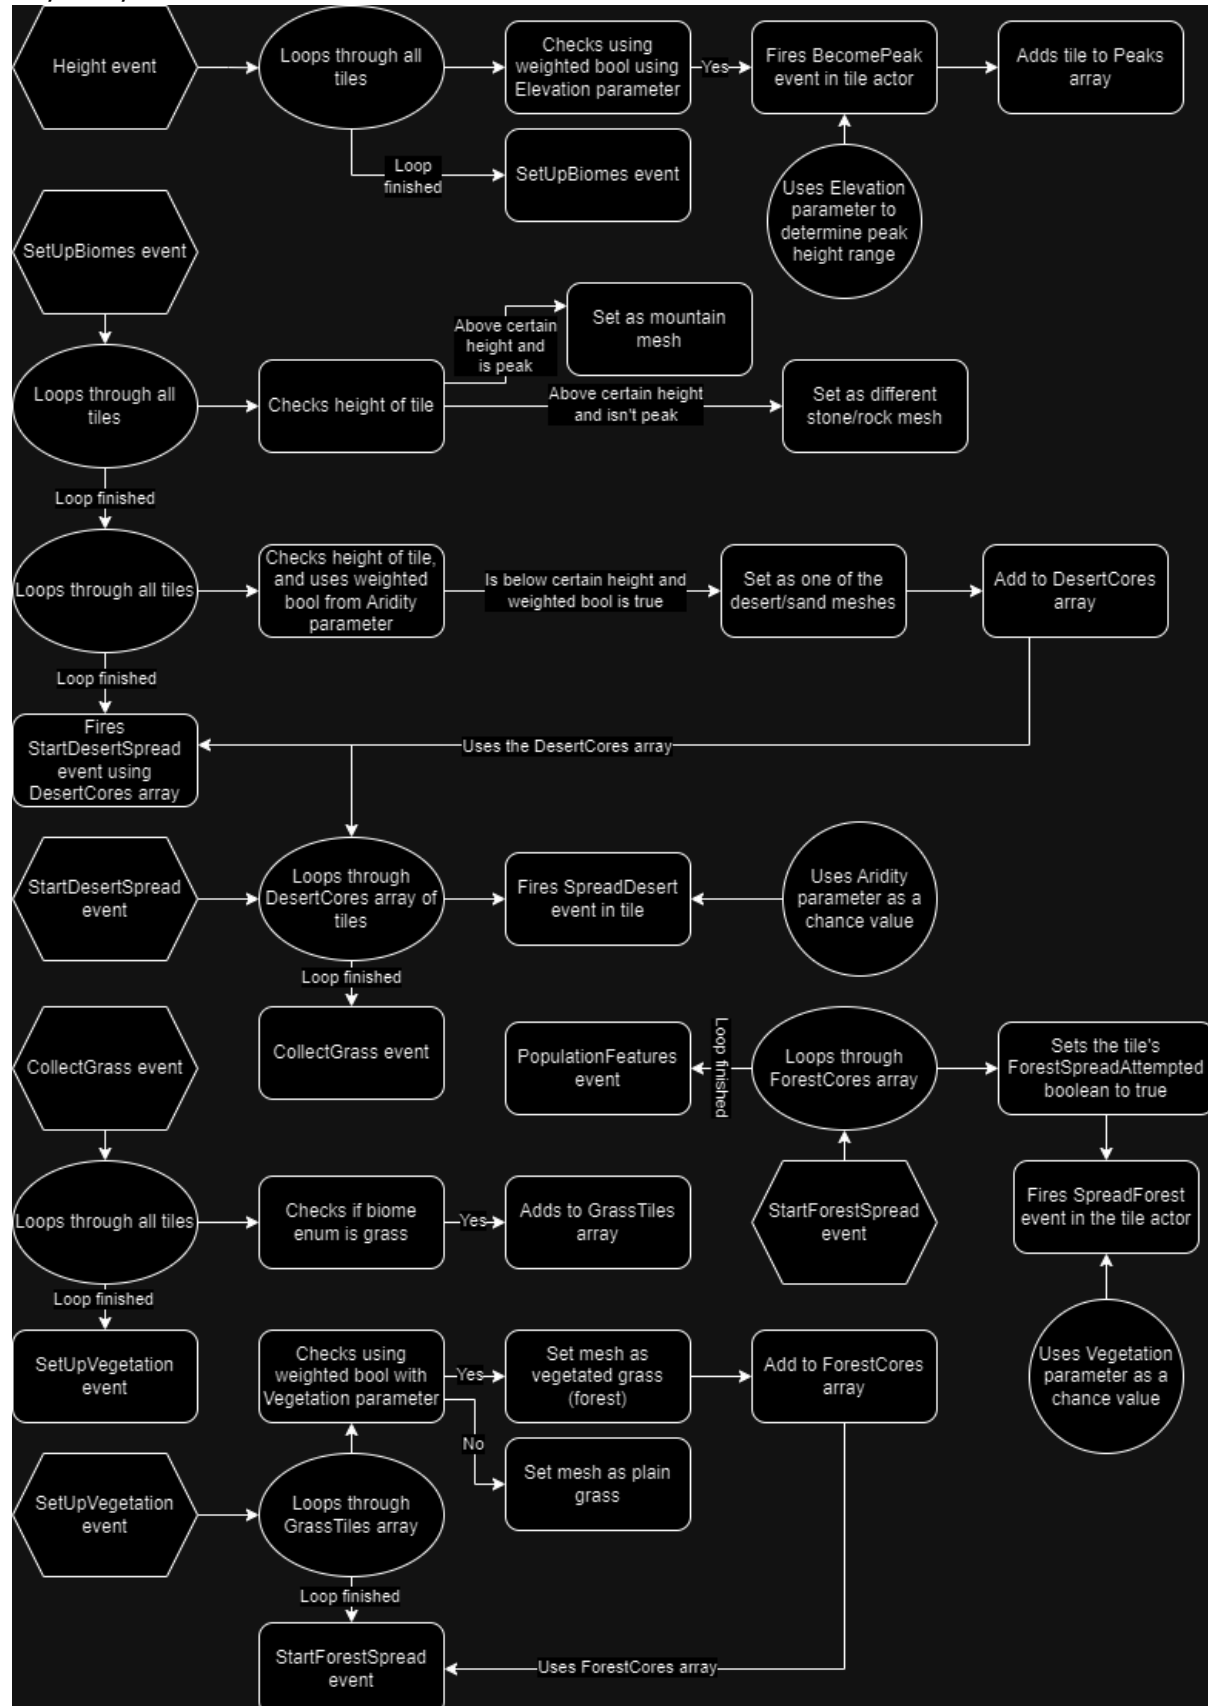 Height event
Loops through all
tiles
Checks using
weighted bool using
Elevation parameter
Yes
Fires BecomePeak
event in tile actor
Adds tile to Peaks
array
Loop
finished
SetUpBiomes event
Uses Elevation
parameter to
determine peak
height range
SetUpBiomes event
Loops through all
tiles
Checks height of tile
Above certain
height and
is peak
Set as mountain
mesh
Above certain height
and isn't peak
Set as different
stone/rock mesh
Loop finished
Loops through all tiles
Checks height of tile,
and uses weighted
bool from Aridity
parameter
Is below certain height and
weighted bool is true
Set as one of the
desert/sand meshes
Add to DesertCores
array
Loop finished
Fires
StartDesertSpread
event using
DesertCores array
Uses the DesertCores array
StartDesertSpread
event
Loops through
DesertCores array of
tiles
Fires SpreadDesert
event in tile
Uses Aridity
parameter as a
chance value
Loop finished
CollectGrass event
CollectGrass event
PopulationFeatures
event
Loop finished
Loops through
ForestCores array
Sets the tile's
ForestSpreadAttempted
boolean to true
Loops through all tiles
Checks if biome
enum is grass
Yes
Adds to GrassTiles
array
StartForestSpread
event
Fires SpreadForest
event in the tile actor
Loop finished
SetUpVegetation
event
Checks using
weighted bool with
Vegetation parameter
Yes
Set mesh as
vegetated grass
(forest)
Add to ForestCores
array
Uses Vegetation
parameter as a
chance value
No
Set mesh as plain
grass
SetUpVegetation
event
Loops through
GrassTiles array
Loop finished
StartForestSpread
event
Uses ForestCores array